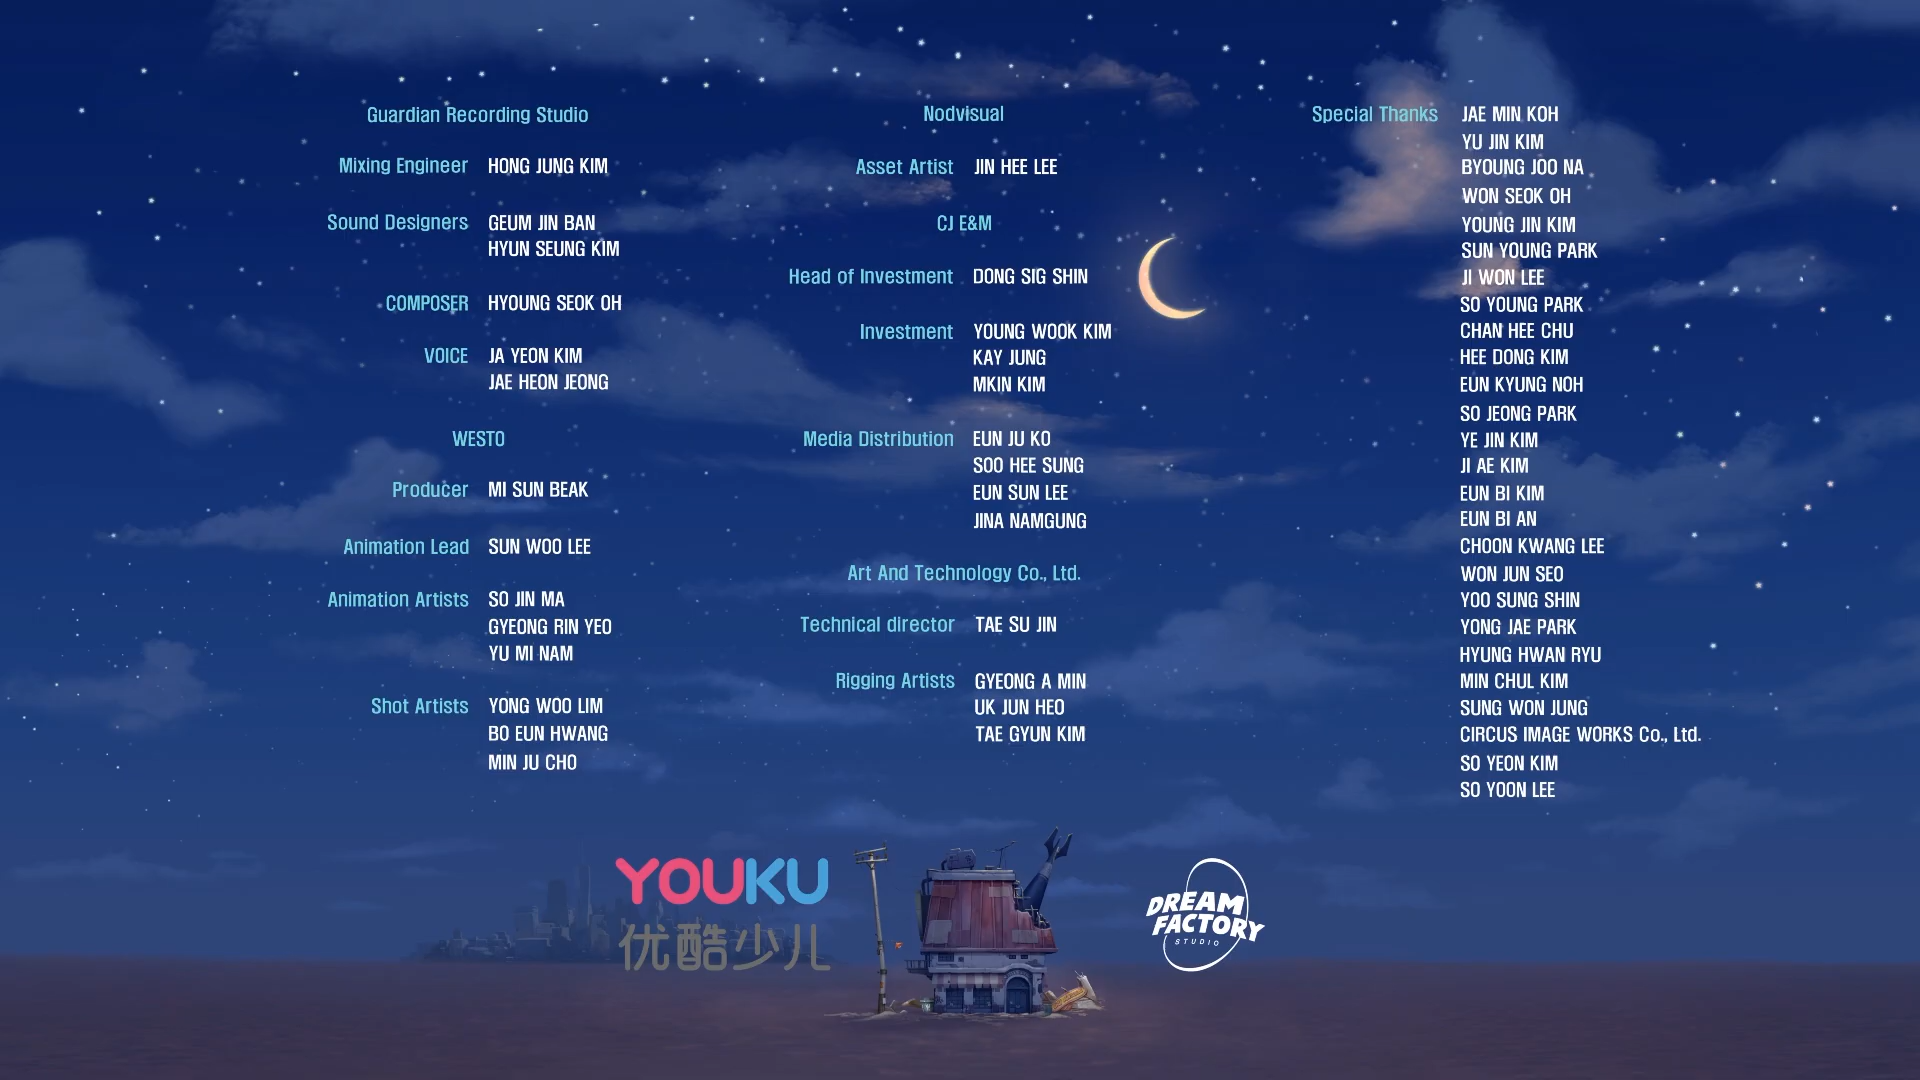 Guardian Recording Studio
Mixing Engineer HONG JUNG KIM
Sound Designers GEUM JIN BAN
HYUN SEUNG KIM
COMPOSER HYOUNG SEOK OH
VOICE JA YEON KIM
JAE HEON JEONG
WESTO
Producer MI SUN BEAK
Animation Lead SUN WOO LEE
Animation Artists SO JIN MA
GYEONG RIN YEO
YU MI NAM
Shot Artists YONG WOO LIM
BO EUN HWANG
MIN JU CHO
Nodvisual
Asset Artist JIN HEE LEE
CJ E&M
Head of Investment DONG SIG SHIN
Investment YOUNG WOOK KIM
KAY JUNG
MKIN KIM
Media Distribution EUN JU KO
SOO HEE SUNG
EUN SUN LEE
JINA NAMGUNG
Art And Technology Co., Ltd.
Technical director TAE SU JIN
Rigging Artists GYEONG A MIN
UK JUN HEO
TAE GYUN KIM
Special Thanks JAE MIN KOH
YU JIN KIM
BYOUNG JOO NA
WON SEOK OH
YOUNG JIN KIM
SUN YOUNG PARK
JI WON LEE
SO YOUNG PARK
CHAN HEE CHU
HEE DONG KIM
EUN KYUNG NOH
SO JEONG PARK
YE JIN KIM
JI AE KIM
EUN BI KIM
EUN BI AN
CHOON KWANG LEE
WON JUN SEO
YOO SUNG SHIN
YONG JAE PARK
HYUNG HWAN RYU
MIN CHUL KIM
SUNG WON JUNG
CIRCUS IMAGE WORKS Co., Ltd.
SO YEON KIM
SO YOON LEE
YOUKU
优酷少儿
DREAM
FACTORY
STUDIO